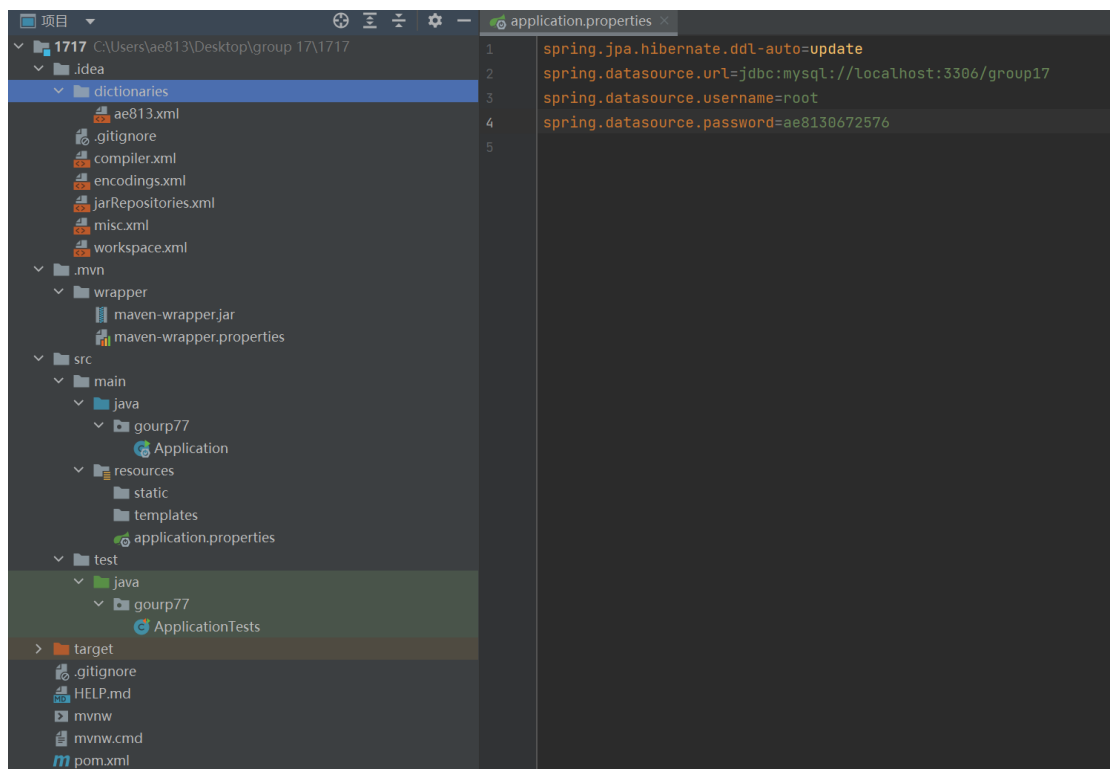 项目
1717 C:\Users\ae813\Desktop\group 17\1717
.idea
dictionaries
ae813.xml
.gitignore
compiler.xml
encodings.xml
jarRepositories.xml
misc.xml
workspace.xml
.mvn
wrapper
maven-wrapper.jar
maven-wrapper.properties
src
main
java
gourp77
Application
resources
static
templates
application.properties
test
java
gourp77
ApplicationTests
target
.gitignore
HELP.md
mvnw
mvnw.cmd
pom.xml
application.properties
1 spring.jpa.hibernate.ddl-auto=update
2 spring.datasource.url=jdbc:mysql://localhost:3306/group17
3 spring.datasource.username=root
4 spring.datasource.password=ae8130672576
5